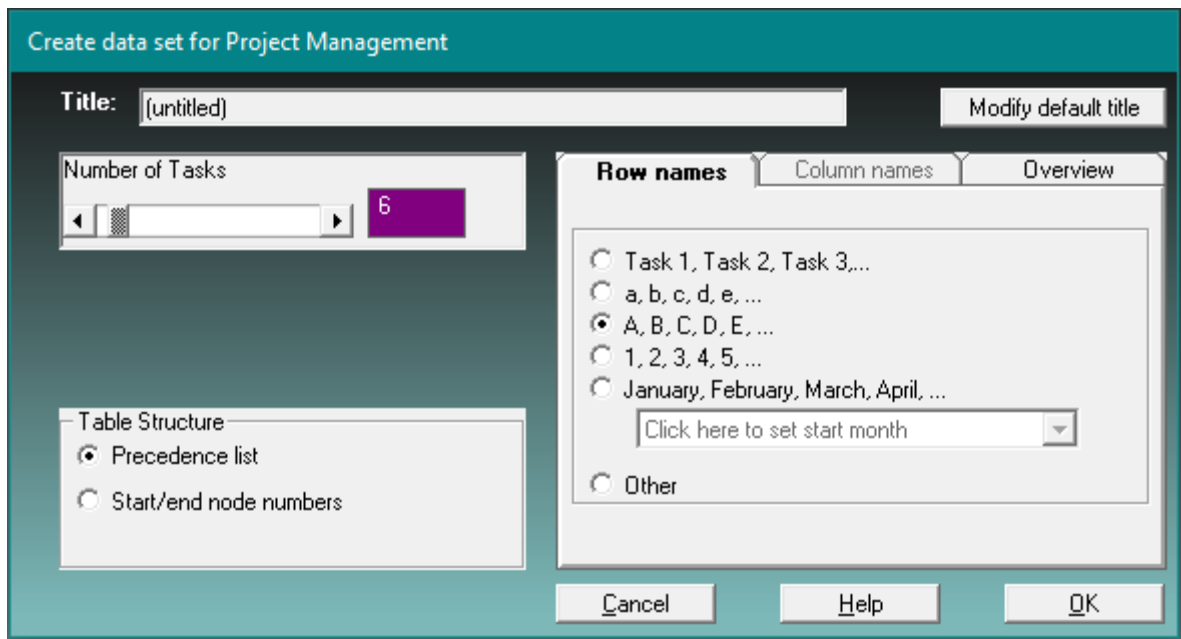 Create data set for Project Management
Title:
(untitled)
Modify default title
Number of Tasks
6
Row names
Column names
Overview
Task 1, Task 2, Task 3,...
a, b, c, d, e, ...
A, B, C, D, E, ...
1, 2, 3, 4, 5, ...
January, February, March, April, ...
Click here to set start month
Other
Table Structure
Precedence list
Start/end node numbers
Cancel
Help
OK